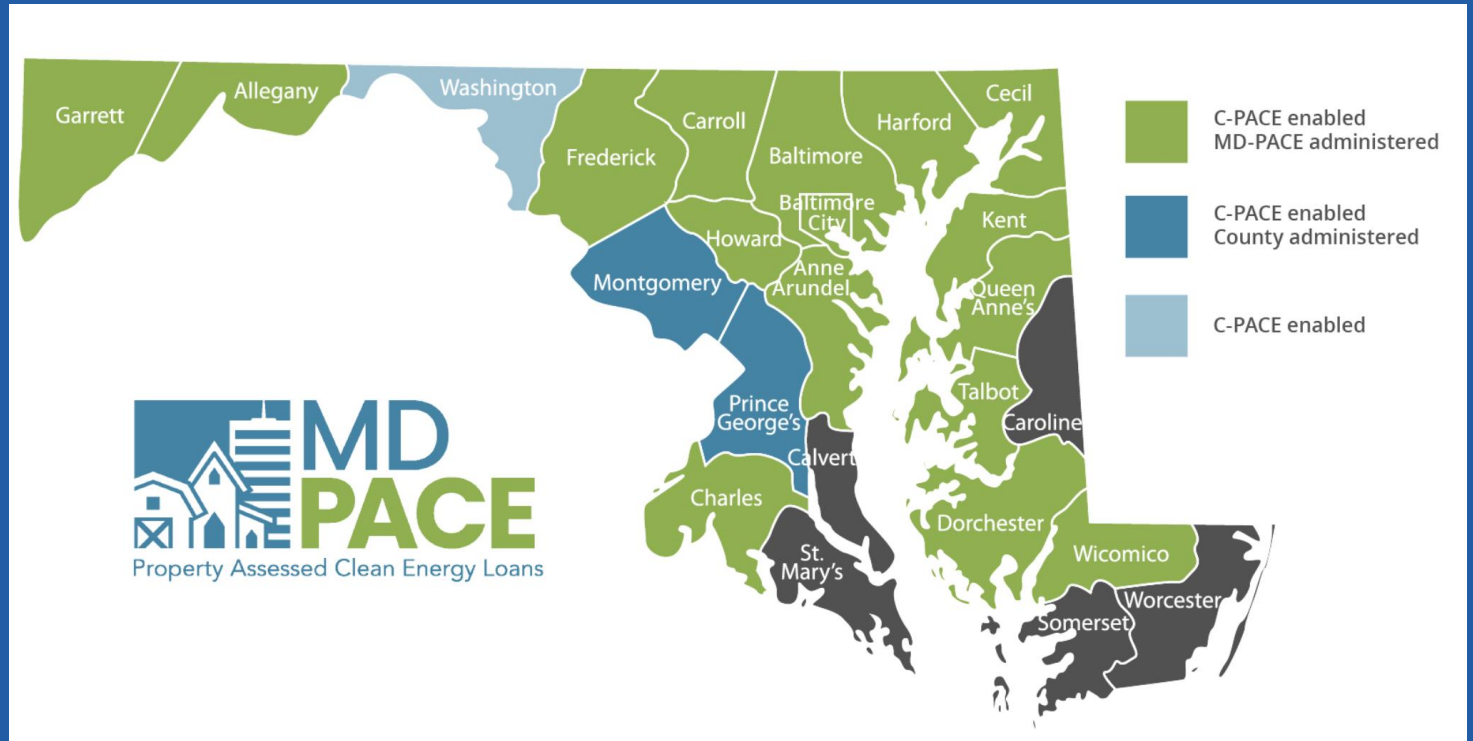 Garrett
Allegany
Washington
Frederick
Carroll
Baltimore
Harford
Cecil
Baltimore
City
Howard
Montgomery
Anne
Arundel
Kent
Queen
Anne's
Prince
George's
Talbot
Caroline
Calvert
Charles
St.
Mary's
Dorchester
Wicomico
Worcester
Somerset
C-PACE enabled
MD-PACE administered
C-PACE enabled
County administered
C-PACE enabled
MD
PACE
Property Assessed Clean Energy Loans